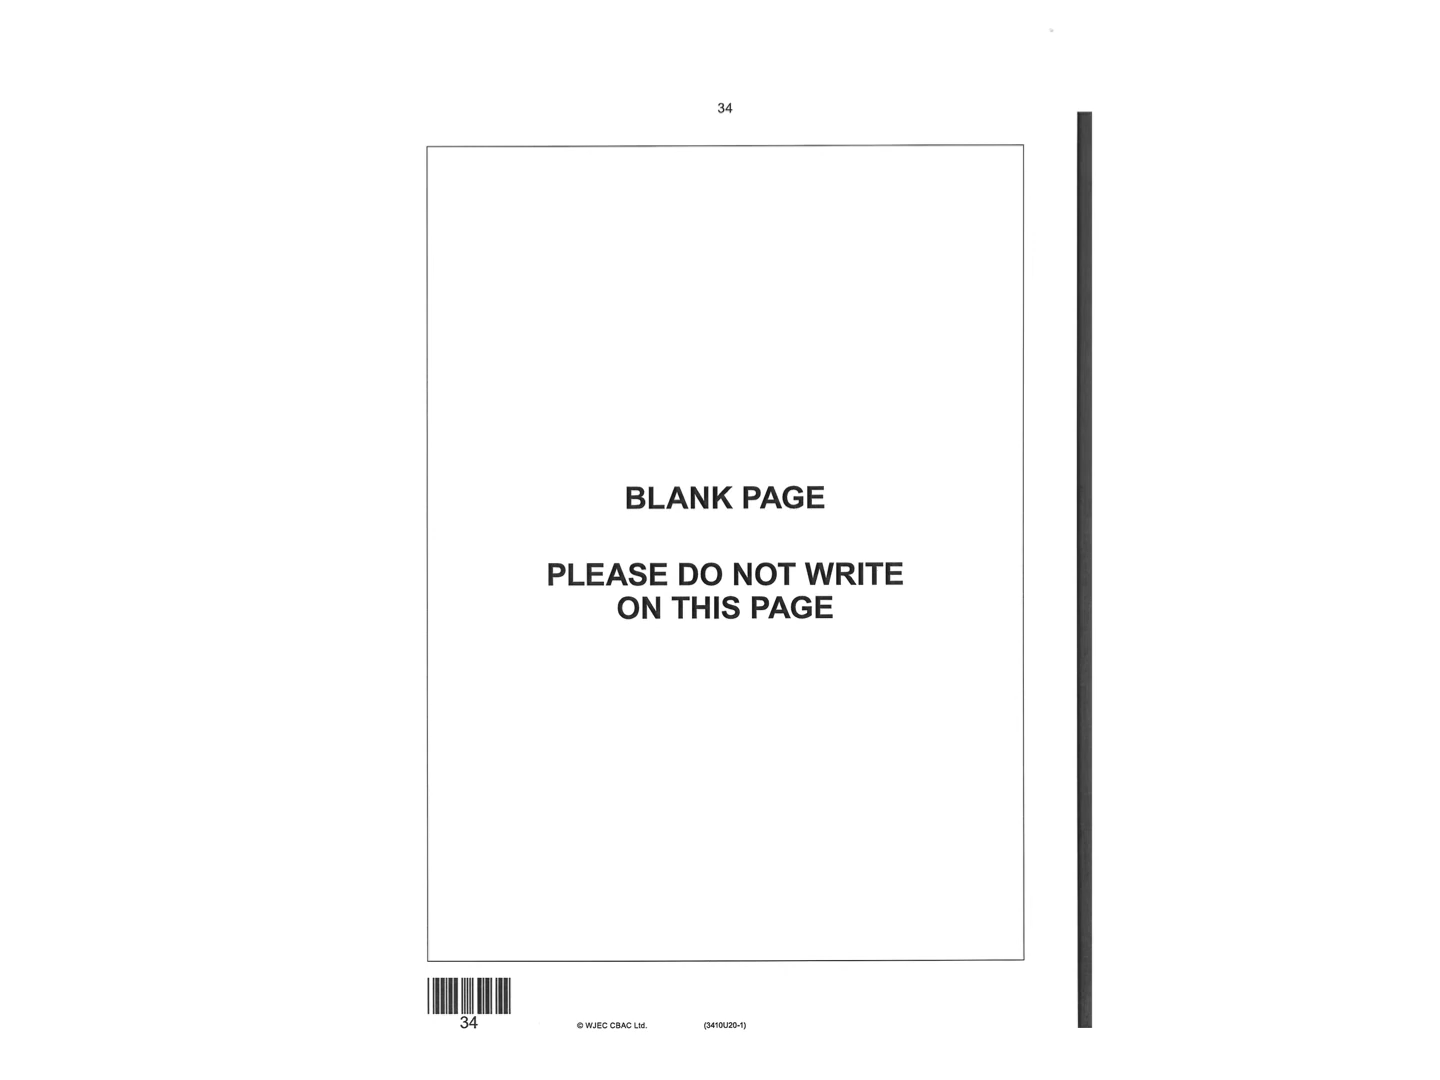 34
BLANK PAGE
PLEASE DO NOT WRITE
ON THIS PAGE
34
© WJEC CBAC Ltd.
(3410U20-1)